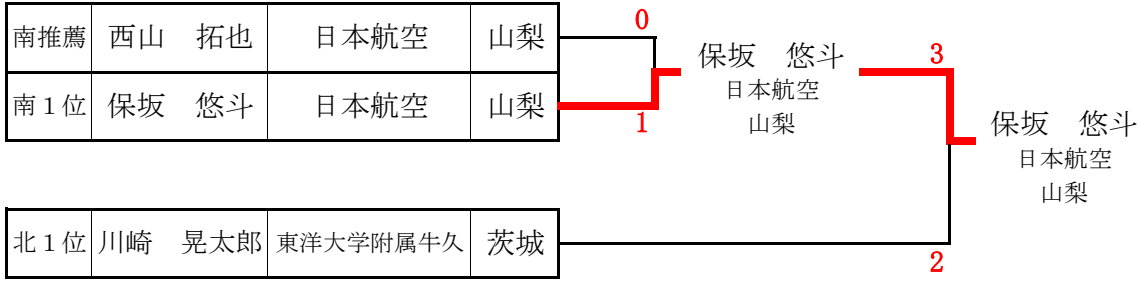 南推薦 西山　拓也 日本航空 山梨
0
南１位 保坂　悠斗 日本航空 山梨
1
保坂　悠斗
日本航空
山梨
3
保坂　悠斗
日本航空
山梨
北１位 川崎　晃太郎 東洋大学附属牛久 茨城
2